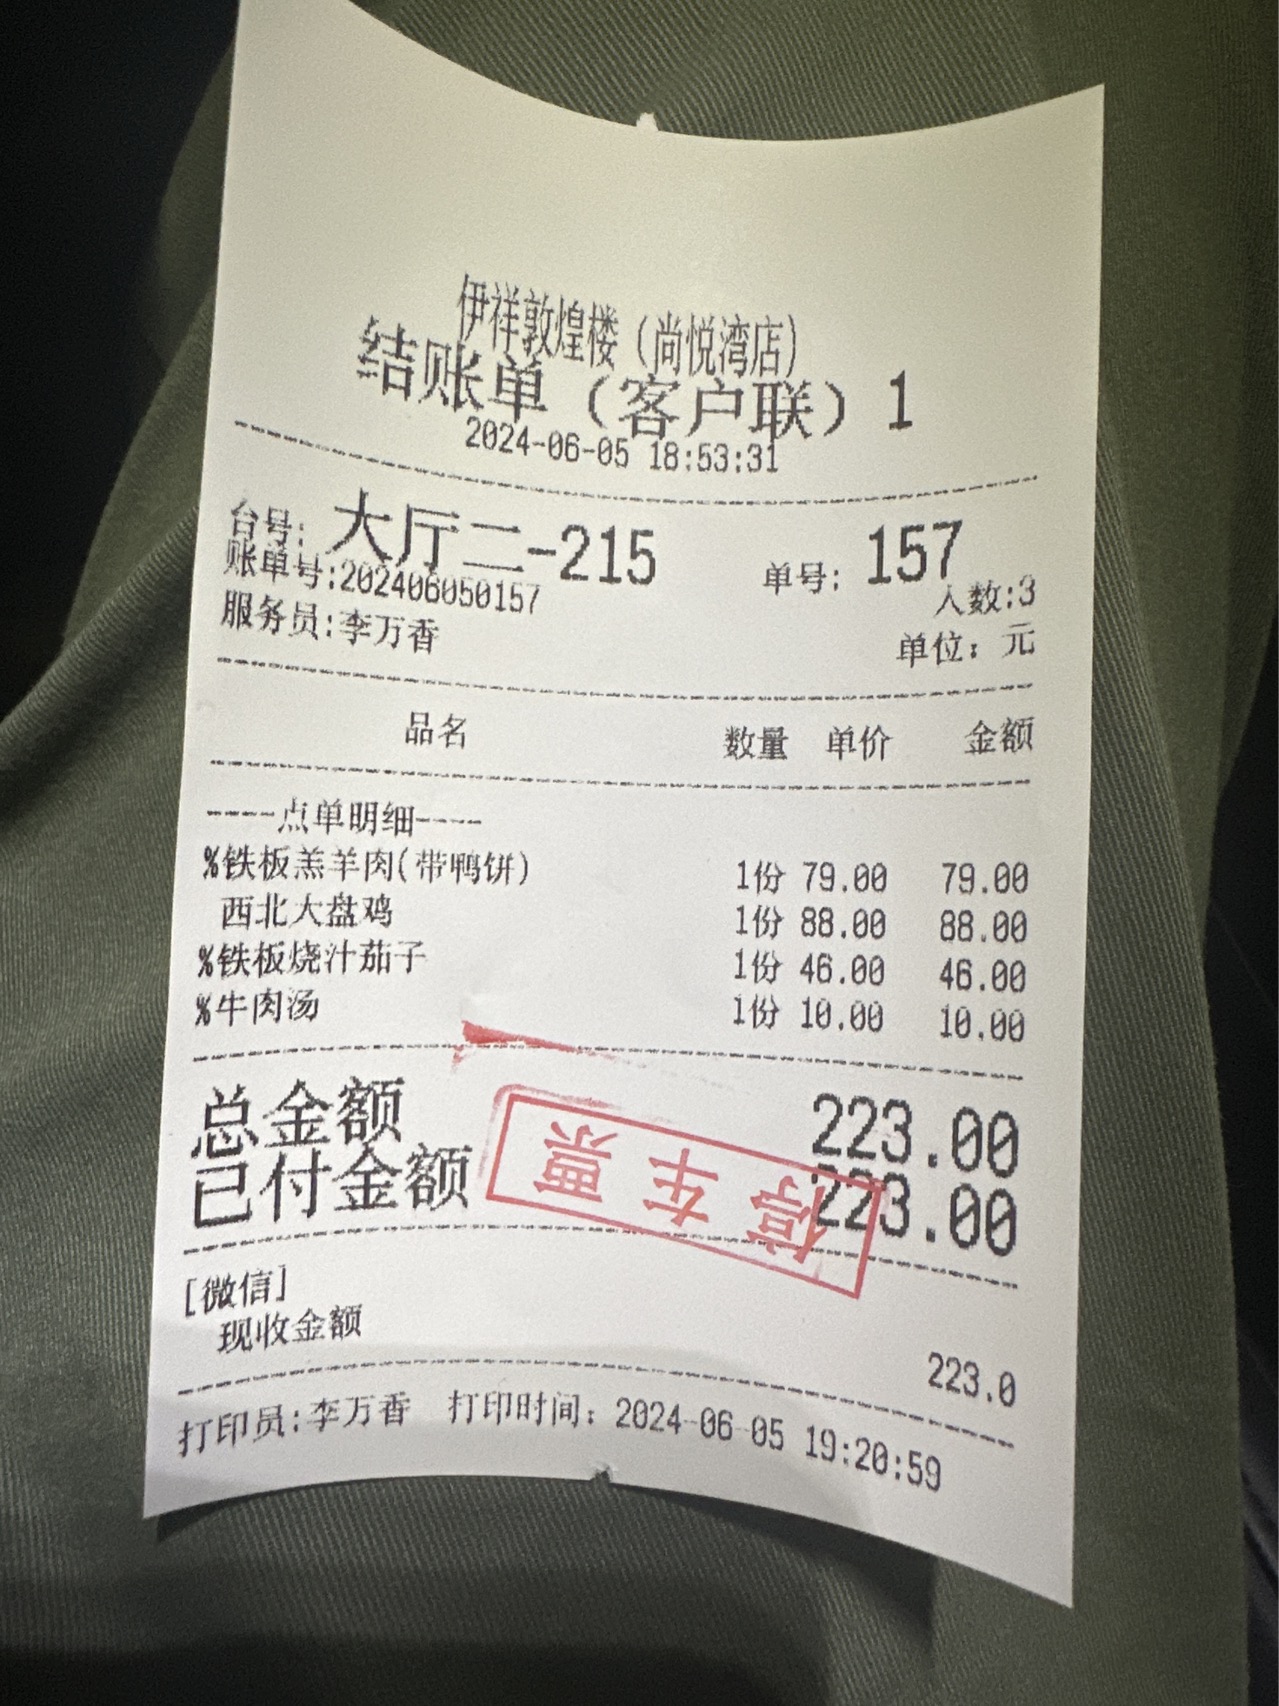 伊祥敦煌楼（尚悦湾店）
结账单（客户联）1
2024-06-05 18:53:31
台号: 大厅二-215 单号: 157
账单号:202406050157 人数:3
服务员:李万香 单位: 元
品名 数量 单价 金额
----点单明细----
%铁板羔羊肉(带鸭饼) 1份 79.00 79.00
西北大盘鸡 1份 88.00 88.00
%铁板烧汁茄子 1份 46.00 46.00
%牛肉汤 1份 10.00 10.00
总金额 223.00
已付金额 223.00
停车票
[微信]
现收金额 223.0
打印员:李万香 打印时间: 2024-06-05 19:20:59